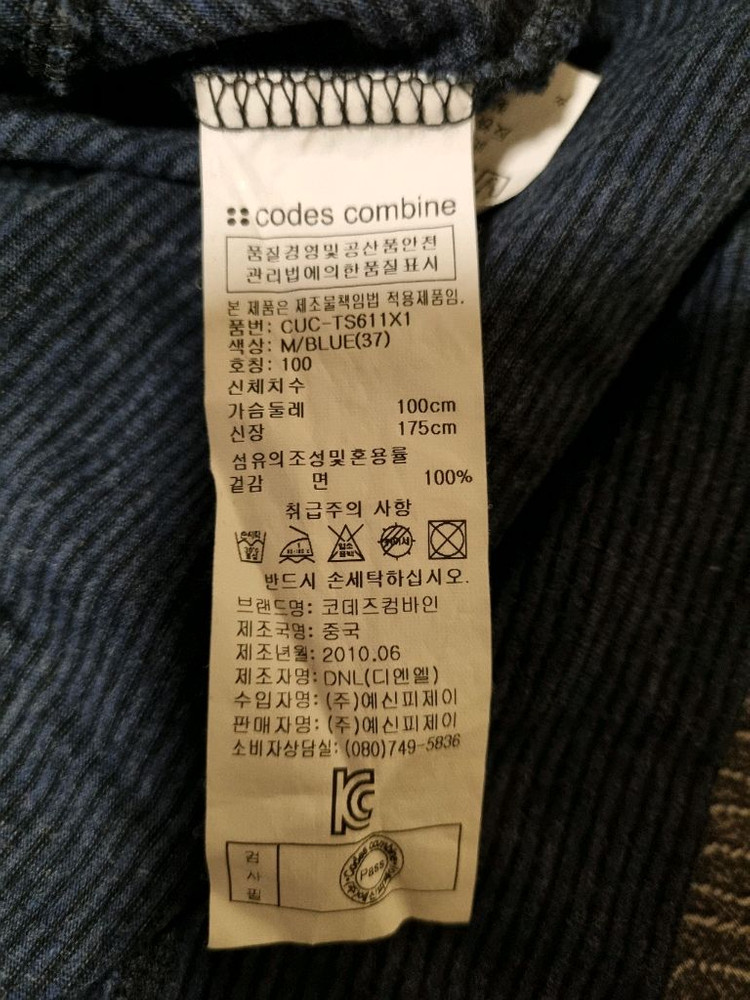 codes combine
품질경영및공산품안전
관리법에의한품질표시
본 제품은 제조물책임법 적용제품임.
품번: CUC-TS611X1
색상: M/BLUE(37)
호칭: 100
신체치수
가슴둘레 100cm
신장 175cm
섬유의조성및혼용률
겉감 면 100%
취급주의 사항
반드시 손세탁하십시오.
브랜드명: 코데즈컴바인
제조국명: 중국
제조년월: 2010.06
제조자명: DNL(디엔엘)
수입자명: (주)예신피제이
판매자명: (주)예신피제이
소비자상담실: (080)749-5836
KC
검사필
codes combine
Pass